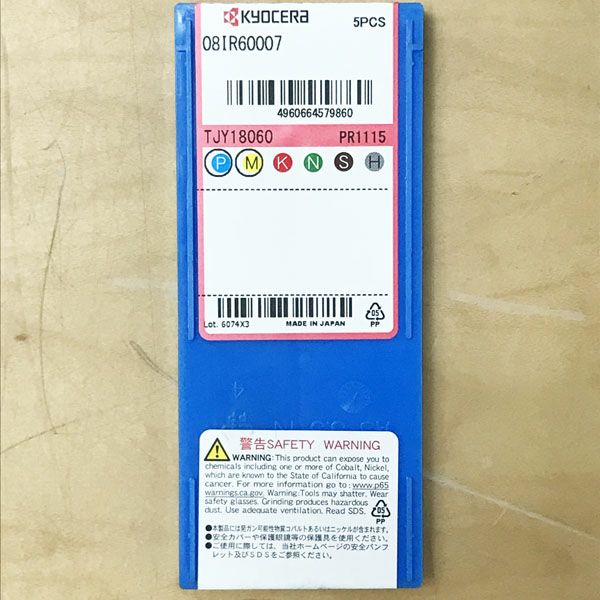 KYOCERA
5PCS
08IR60007
4960664579860
TJY18060 PR1115
P M K N S H
Lot. 6074X3 MADE IN JAPAN
05
PP
4
警告SAFETY WARNING
WARNING: This product can expose you to
chemicals including one or more of Cobalt, Nickel,
which are known to the State of California to cause
cancer. For more information go to : www.p65
warnings.ca.gov. Warning:Tools may shatter. Wear
safety glasses. Grinding produces hazardous
dust. Use adequate ventilation. Read SDS.
05
PP
●本製品には発ガン可能性物質コバルトあるいはニッケルが含まれます。
●安全カバーや保護眼鏡等の保護具を使用ください。
●ご使用に際しては、当社ホームページの安全パンフ
レット及びSDSをご参照ください。